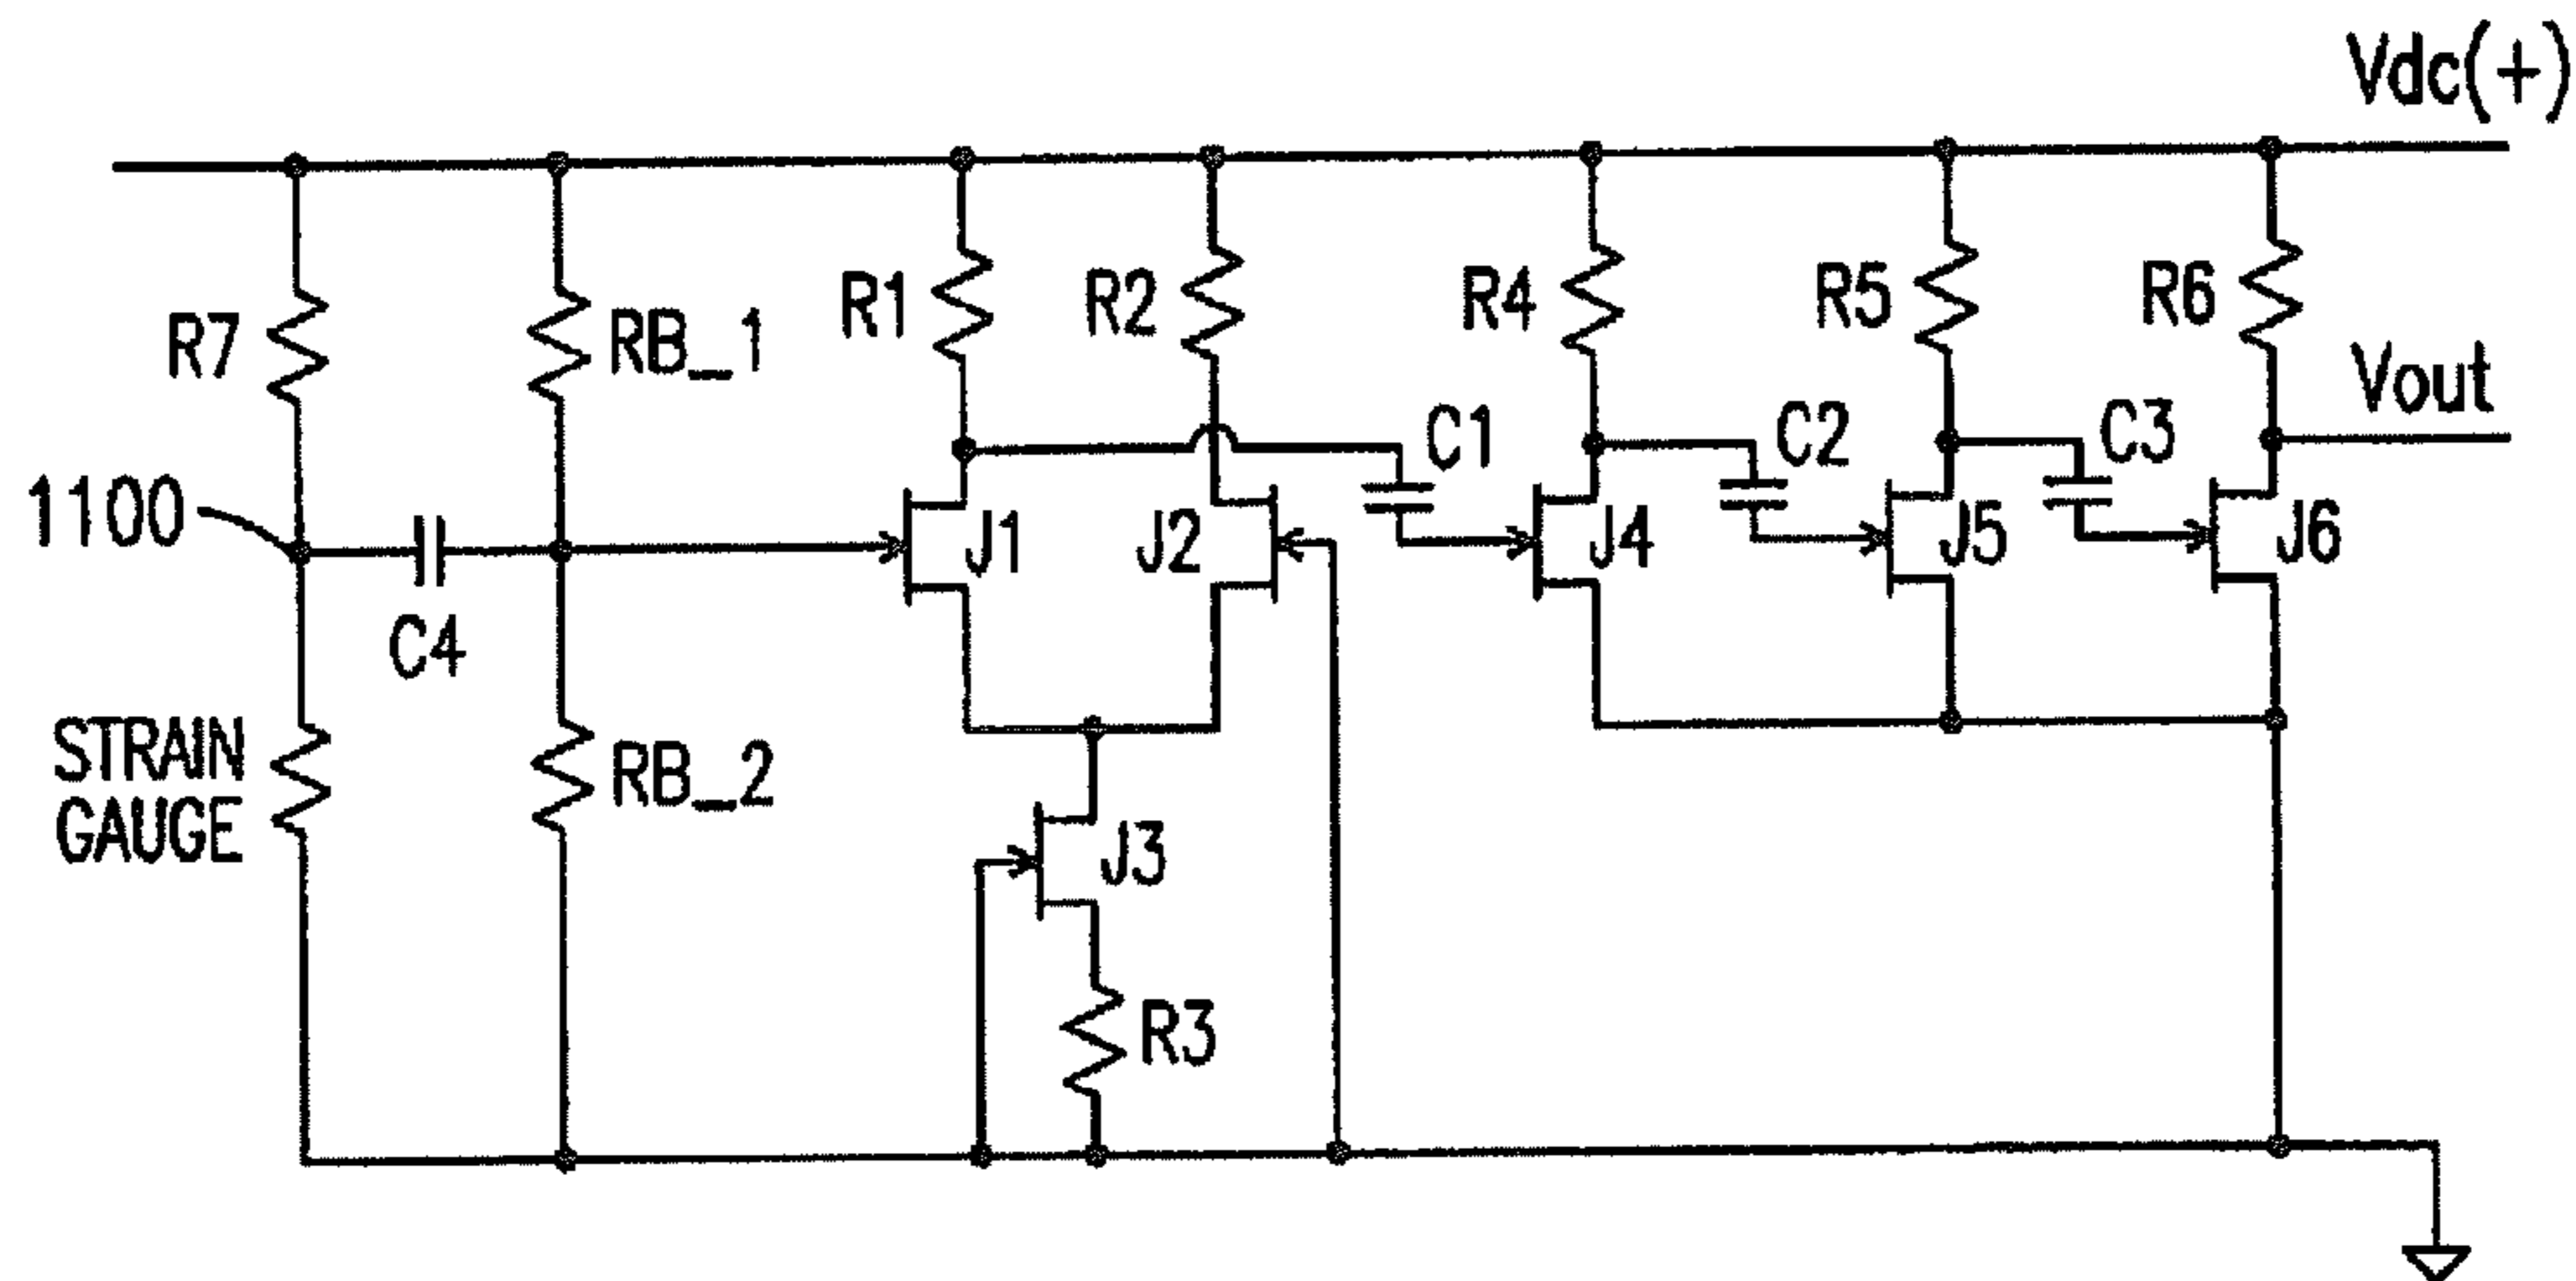 Vdc(+)
R7
RB_1
R1
R2
R4
R5
R6
Vout
C1
C2
C3
1100
J1
J2
J4
J5
J6
C4
STRAIN
GAUGE
RB_2
J3
R3